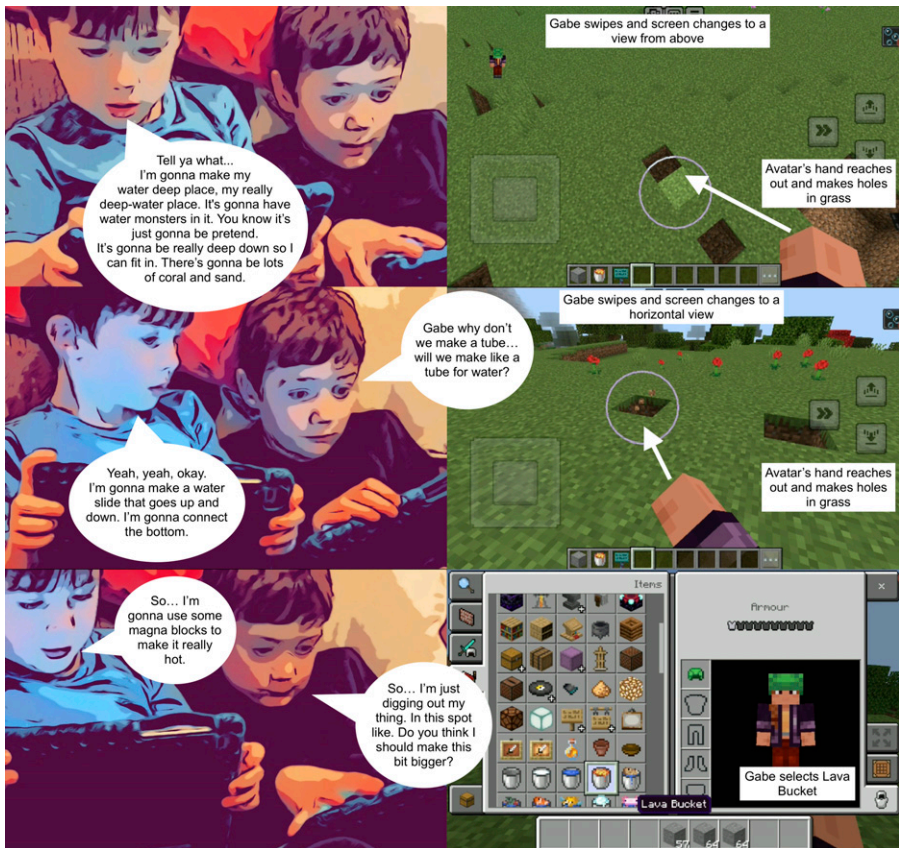 Tell ya what...
I'm gonna make my
water deep place, my really
deep-water place. It's gonna have
water monsters in it. You know it's
just gonna be pretend.
It's gonna be really deep down so I
can fit in. There's gonna be lots
of coral and sand.
Gabe swipes and screen changes to a
view from above
Avatar's hand reaches
out and makes holes
in grass
Gabe why don't
we make a tube…
will we make like a
tube for water?
Yeah, yeah, okay.
I'm gonna make a water
slide that goes up and
down. I'm gonna connect
the bottom.
Gabe swipes and screen changes to a
horizontal view
Avatar's hand reaches
out and makes holes
in grass
So… I'm
gonna use some
magna blocks to
make it really
hot.
So… I'm just
digging out my
thing. In this spot
like. Do you think I
should make this
bit bigger?
Items
Armour
Gabe selects Lava
Bucket
Lava Bucket
57 64 64